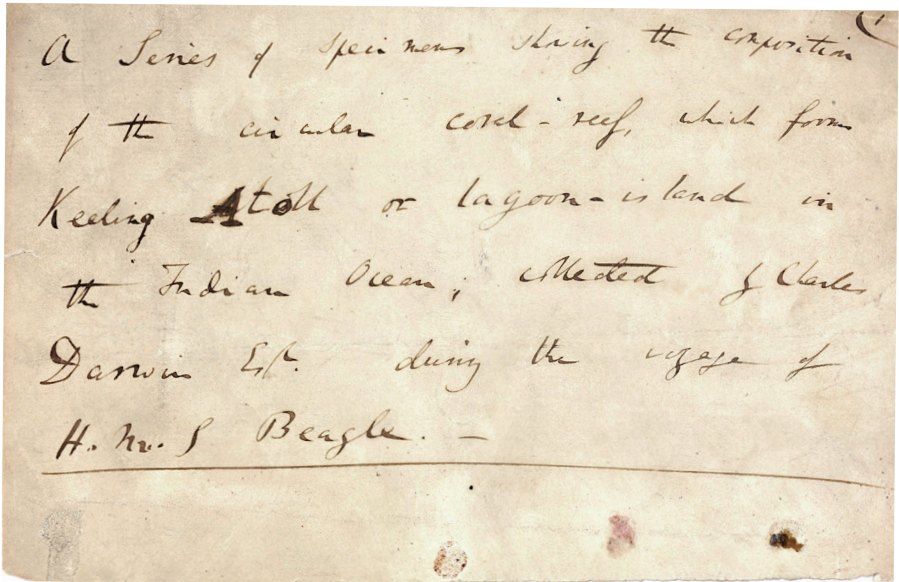 A Series of specimens showing the composition
of the circular coral-reef, which forms
Keeling Atoll or lagoon-island in
the Indian Ocean; collected by Charles
Darwin Esqr. during the voyage of
H.M.S Beagle. —